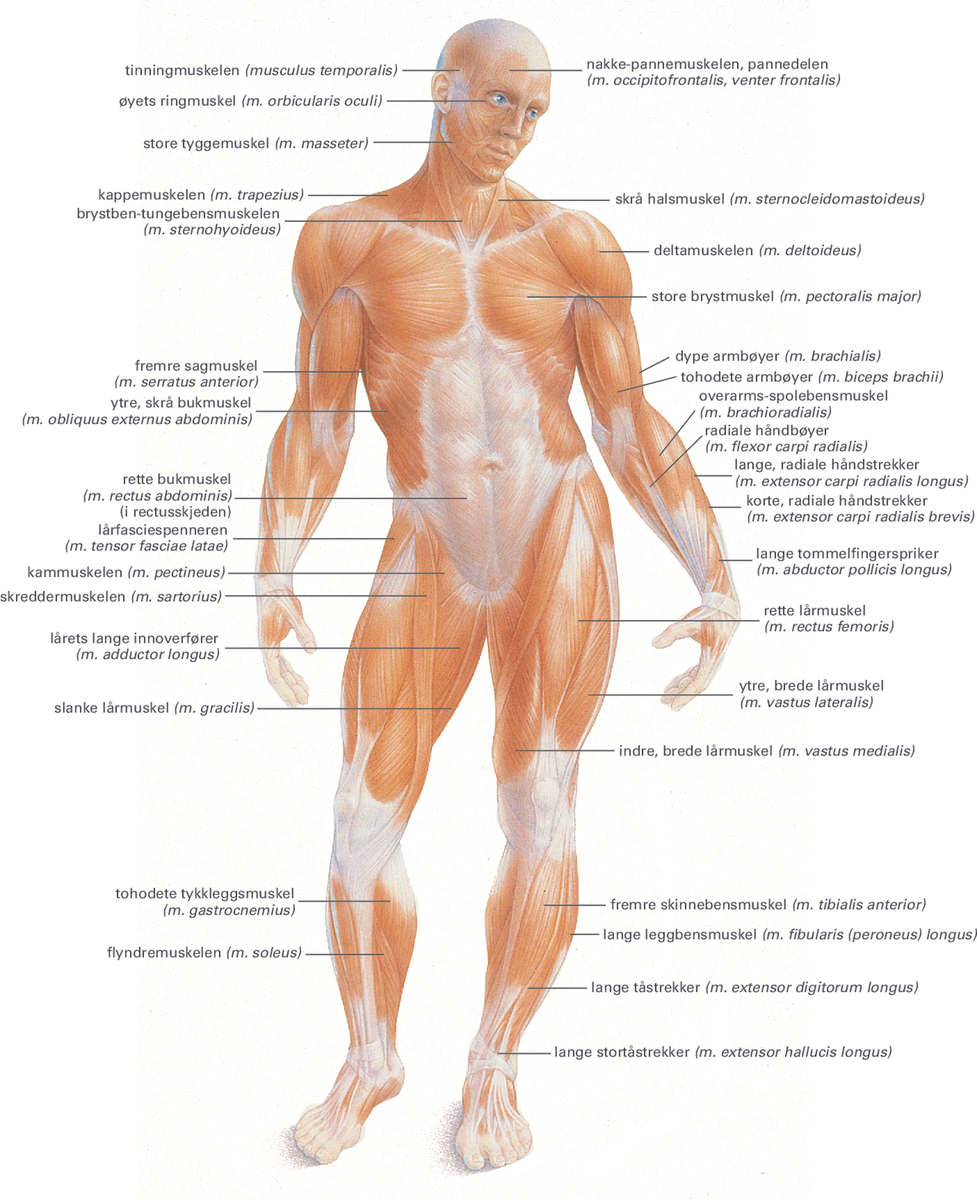 tinningmuskelen (musculus temporalis)
øyets ringmuskel (m. orbicularis oculi)
store tyggemuskel (m. masseter)
kappemuskelen (m. trapezius)
brystben-tungebensmuskelen
(m. sternohyoideus)
fremre sagmuskel
(m. serratus anterior)
ytre, skrå bukmuskel
(m. obliquus externus abdominis)
rette bukmuskel
(m. rectus abdominis)
(i rectusskjeden)
lårfasciespenneren
(m. tensor fasciae latae)
kammuskelen (m. pectineus)
skreddermuskelen (m. sartorius)
lårets lange innoverfører
(m. adductor longus)
slanke lårmuskel (m. gracilis)
tohodete tykkleggsmuskel
(m. gastrocnemius)
flyndremuskelen (m. soleus)
nakke-pannemuskelen, pannedelen
(m. occipitofrontalis, venter frontalis)
skrå halsmuskel (m. sternocleidomastoideus)
deltamuskelen (m. deltoideus)
store brystmuskel (m. pectoralis major)
dype armbøyer (m. brachialis)
tohodete armbøyer (m. biceps brachii)
overarms-spolebensmuskel
(m. brachioradialis)
radiale håndbøyer
(m. flexor carpi radialis)
lange, radiale håndstrekker
(m. extensor carpi radialis longus)
korte, radiale håndstrekker
(m. extensor carpi radialis brevis)
lange tommelfingerspriker
(m. abductor pollicis longus)
rette lårmuskel
(m. rectus femoris)
ytre, brede lårmuskel
(m. vastus lateralis)
indre, brede lårmuskel (m. vastus medialis)
fremre skinnebensmuskel (m. tibialis anterior)
lange leggbensmuskel (m. fibularis (peroneus) longus)
lange tåstrekker (m. extensor digitorum longus)
lange stortåstrekker (m. extensor hallucis longus)